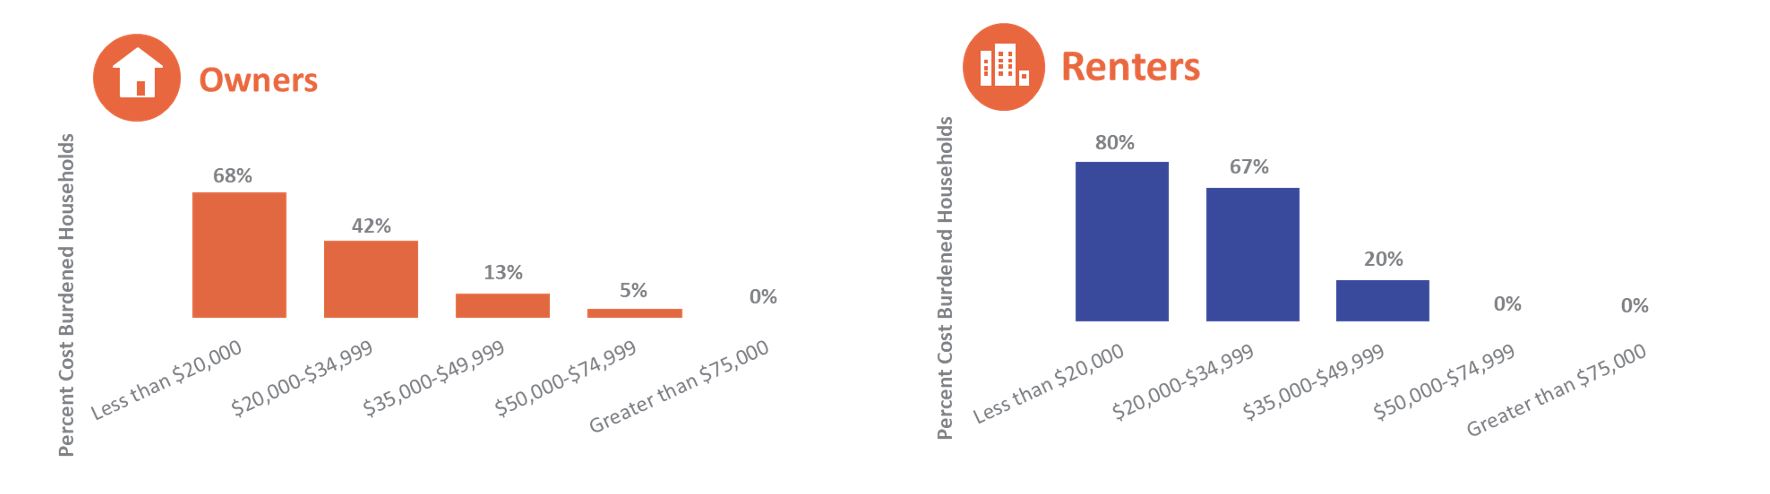 Owners
Percent Cost Burdened Households
68%
42%
13%
5%
0%
Less than $20,000
$20,000-$34,999
$35,000-$49,999
$50,000-$74,999
Greater than $75,000
Renters
Percent Cost Burdened Households
80%
67%
20%
0%
0%
Less than $20,000
$20,000-$34,999
$35,000-$49,999
$50,000-$74,999
Greater than $75,000